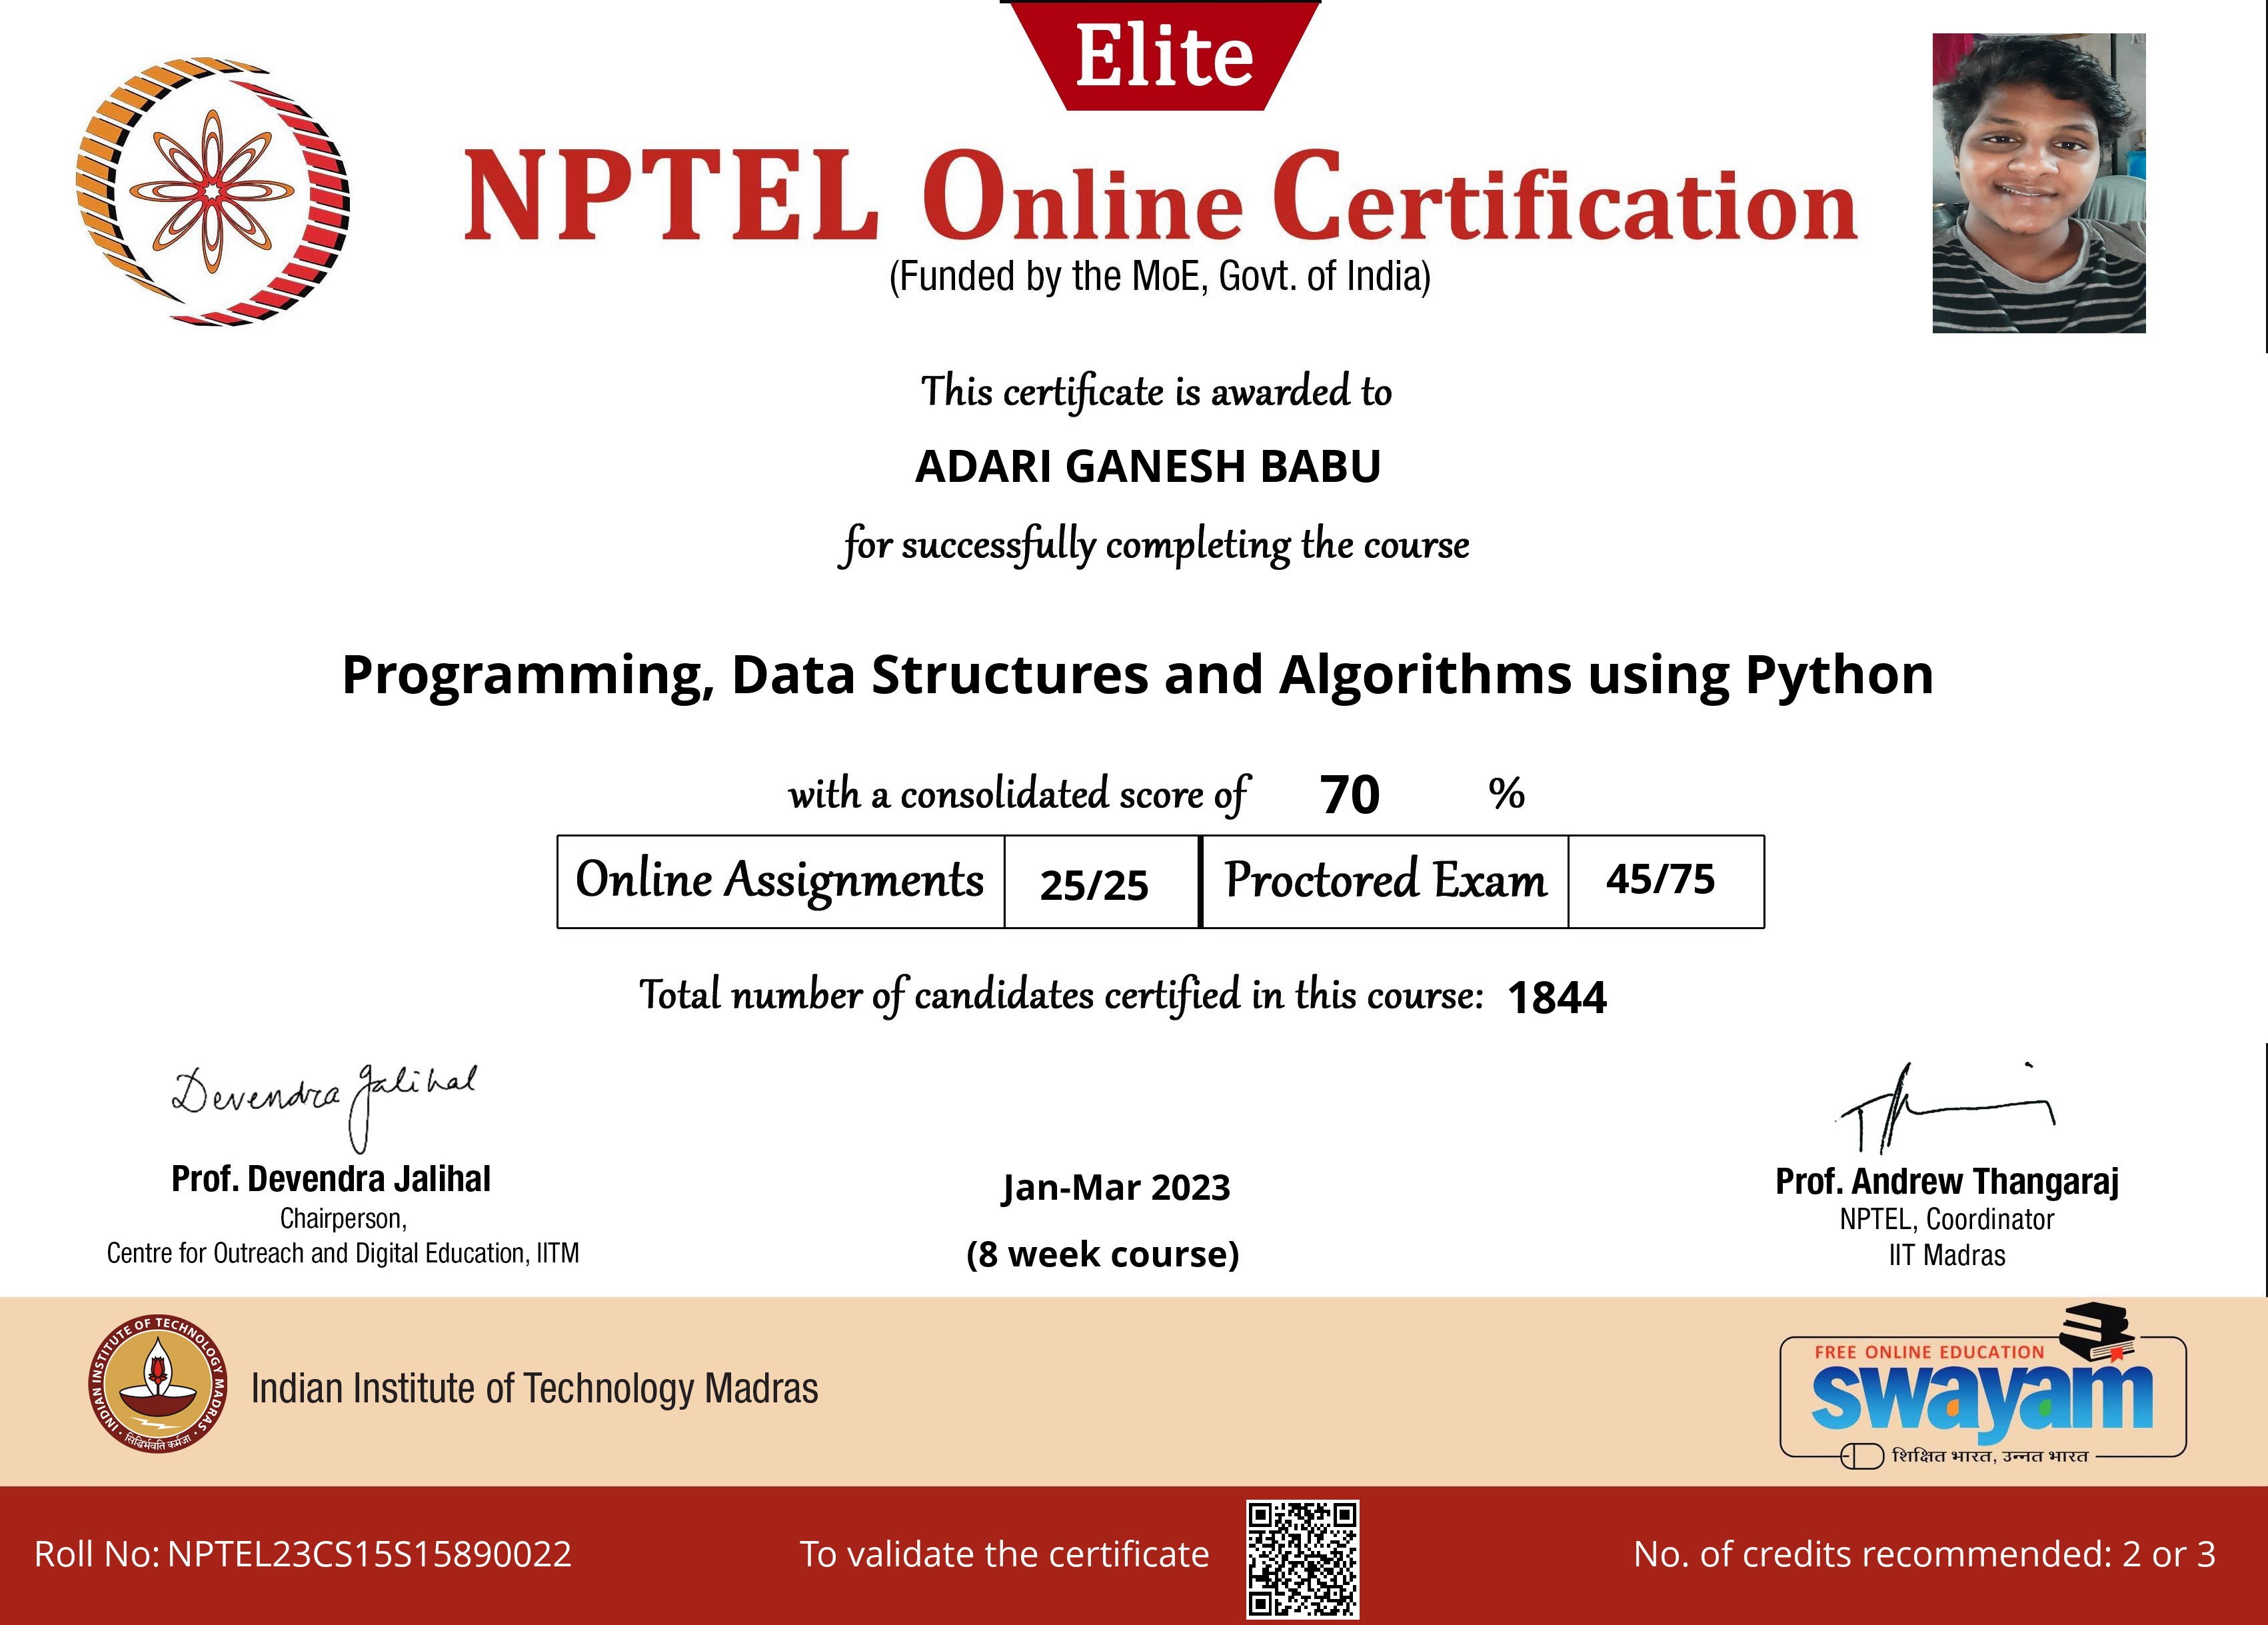 Elite
NPTEL Online Certification
(Funded by the MoE, Govt. of India)
This certificate is awarded to
ADARI GANESH BABU
for successfully completing the course
Programming, Data Structures and Algorithms using Python
with a consolidated score of 70 %
Online Assignments 25/25 Proctored Exam 45/75
Total number of candidates certified in this course: 1844
Devendra Jalihal
Prof. Devendra Jalihal
Chairperson,
Centre for Outreach and Digital Education, IITM
Jan-Mar 2023
(8 week course)
Prof. Andrew Thangaraj
NPTEL, Coordinator
IIT Madras
INDIAN INSTITUTE OF TECHNOLOGY MADRAS
सिद्धिर्भवति कर्मजा
Indian Institute of Technology Madras
FREE ONLINE EDUCATION
swayam
शिक्षित भारत, उन्नत भारत
Roll No: NPTEL23CS15S15890022
To validate the certificate
No. of credits recommended: 2 or 3